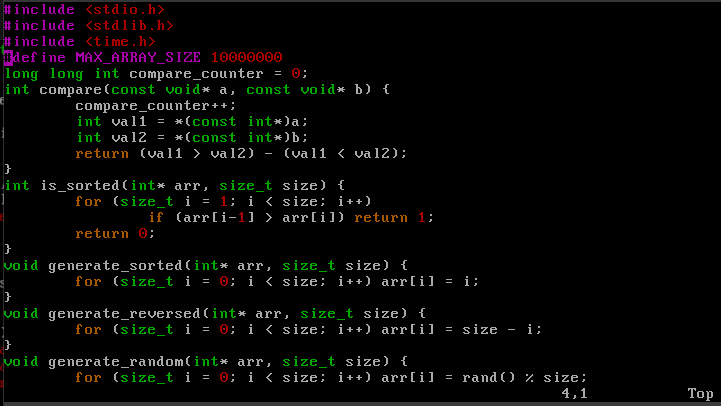 #include <stdio.h>
#include <stdlib.h>
#include <time.h>
#define MAX_ARRAY_SIZE 10000000
long long int compare_counter = 0;
int compare(const void* a, const void* b) {
        compare_counter++;
        int val1 = *(const int*)a;
        int val2 = *(const int*)b;
        return (val1 > val2) - (val1 < val2);
}
int is_sorted(int* arr, size_t size) {
        for (size_t i = 1; i < size; i++)
                if (arr[i-1] > arr[i]) return 1;
        return 0;
}
void generate_sorted(int* arr, size_t size) {
        for (size_t i = 0; i < size; i++) arr[i] = i;
}
void generate_reversed(int* arr, size_t size) {
        for (size_t i = 0; i < size; i++) arr[i] = size - i;
}
void generate_random(int* arr, size_t size) {
        for (size_t i = 0; i < size; i++) arr[i] = rand() % size;
4,1 Top